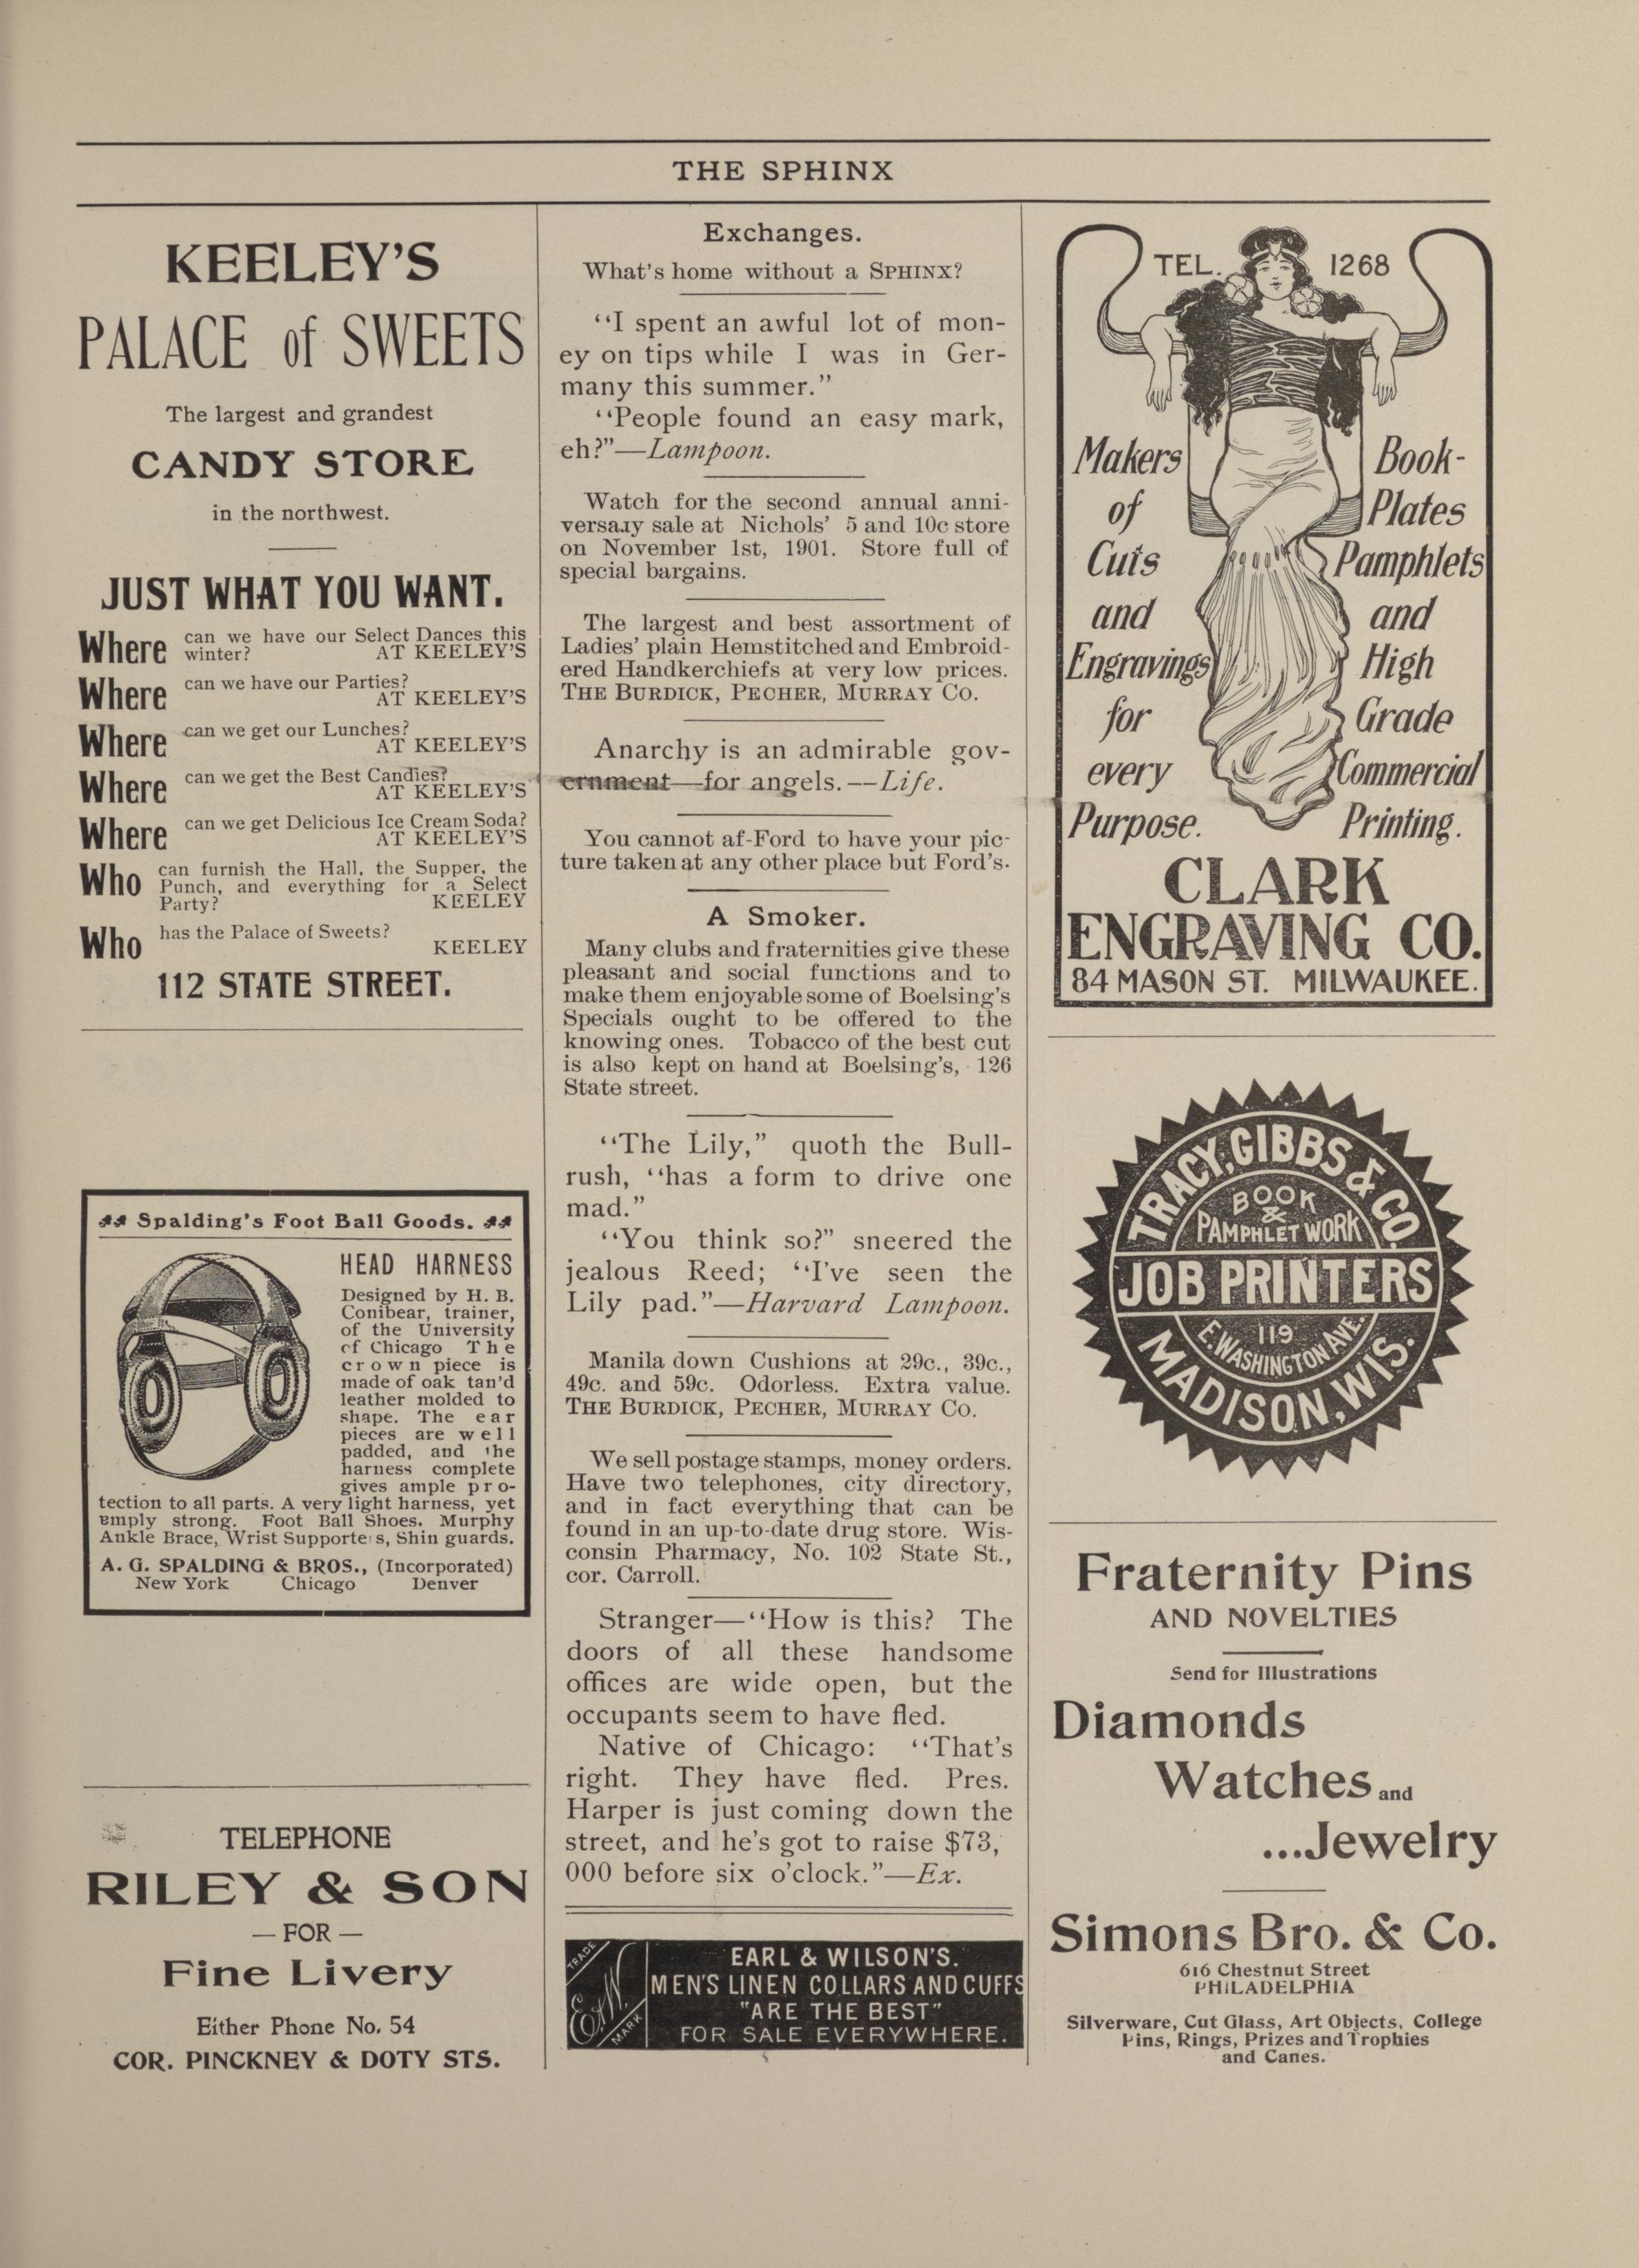 THE SPHINX
KEELEY'S
PALACE of SWEETS
The largest and grandest
CANDY STORE
in the northwest.
JUST WHAT YOU WANT.
Where can we have our Select Dances this
winter? AT KEELEY'S
Where can we have our Parties?
AT KEELEY'S
Where can we get our Lunches?
AT KEELEY'S
Where can we get the Best Candies?
AT KEELEY'S
Where can we get Delicious Ice Cream Soda?
AT KEELEY'S
Who can furnish the Hall, the Supper, the
Punch, and everything for a Select
Party? KEELEY
Who has the Palace of Sweets?
KEELEY
112 STATE STREET.
Spalding's Foot Ball Goods.
HEAD HARNESS
Designed by H. B.
Conibear, trainer,
of the University
of Chicago The
crown piece is
made of oak tan'd
leather molded to
shape. The ear
pieces are well
padded, and the
harness complete
gives ample pro-
tection to all parts. A very light harness, yet
amply strong. Foot Ball Shoes. Murphy
Ankle Brace, Wrist Supporters, Shin guards.
A. G. SPALDING & BROS., (Incorporated)
New York Chicago Denver
TELEPHONE
RILEY & SON
— FOR —
Fine Livery
Either Phone No. 54
COR. PINCKNEY & DOTY STS.
Exchanges.
What's home without a SPHINX?
"I spent an awful lot of mon-
ey on tips while I was in Ger-
many this summer."
"People found an easy mark,
eh?"—Lampoon.
Watch for the second annual anni-
versary sale at Nichols' 5 and 10c store
on November 1st, 1901. Store full of
special bargains.
The largest and best assortment of
Ladies' plain Hemstitched and Embroid-
ered Handkerchiefs at very low prices.
THE BURDICK, PECHER, MURRAY CO.
Anarchy is an admirable gov-
ernment—for angels.—Life.
You cannot af-Ford to have your pic-
ture taken at any other place but Ford's.
A Smoker.
Many clubs and fraternities give these
pleasant and social functions and to
make them enjoyable some of Boelsing's
Specials ought to be offered to the
knowing ones. Tobacco of the best cut
is also kept on hand at Boelsing's, 126
State street.
"The Lily," quoth the Bull-
rush, "has a form to drive one
mad."
"You think so?" sneered the
jealous Reed; "I've seen the
Lily pad."—Harvard Lampoon.
Manila down Cushions at 29c., 39c.,
49c. and 59c. Odorless. Extra value.
THE BURDICK, PECHER, MURRAY CO.
We sell postage stamps, money orders.
Have two telephones, city directory,
and in fact everything that can be
found in an up-to-date drug store. Wis-
consin Pharmacy, No. 102 State St.,
cor. Carroll.
Stranger—"How is this? The
doors of all these handsome
offices are wide open, but the
occupants seem to have fled.
Native of Chicago: "That's
right. They have fled. Pres.
Harper is just coming down the
street, and he's got to raise $73,
000 before six o'clock."—Ex.
TRADE
E&W.
MARK
EARL & WILSON'S.
MEN'S LINEN COLLARS AND CUFFS
"ARE THE BEST"
FOR SALE EVERYWHERE.
TEL. 1268
Makers
of
Cuts
and
Engravings
for
every
Purpose.
Book-
Plates
Pamphlets
and
High
Grade
Commercial
Printing.
CLARK
ENGRAVING CO.
84 MASON ST. MILWAUKEE.
TRACY, GIBBS & CO.
BOOK
&
PAMPHLET WORK
JOB PRINTERS
119
E. WASHINGTON AVE.
MADISON, WIS.
Fraternity Pins
AND NOVELTIES
Send for Illustrations
Diamonds
Watches and
...Jewelry
Simons Bro. & Co.
616 Chestnut Street
PHILADELPHIA
Silverware, Cut Glass, Art Objects, College
Pins, Rings, Prizes and Trophies
and Canes.